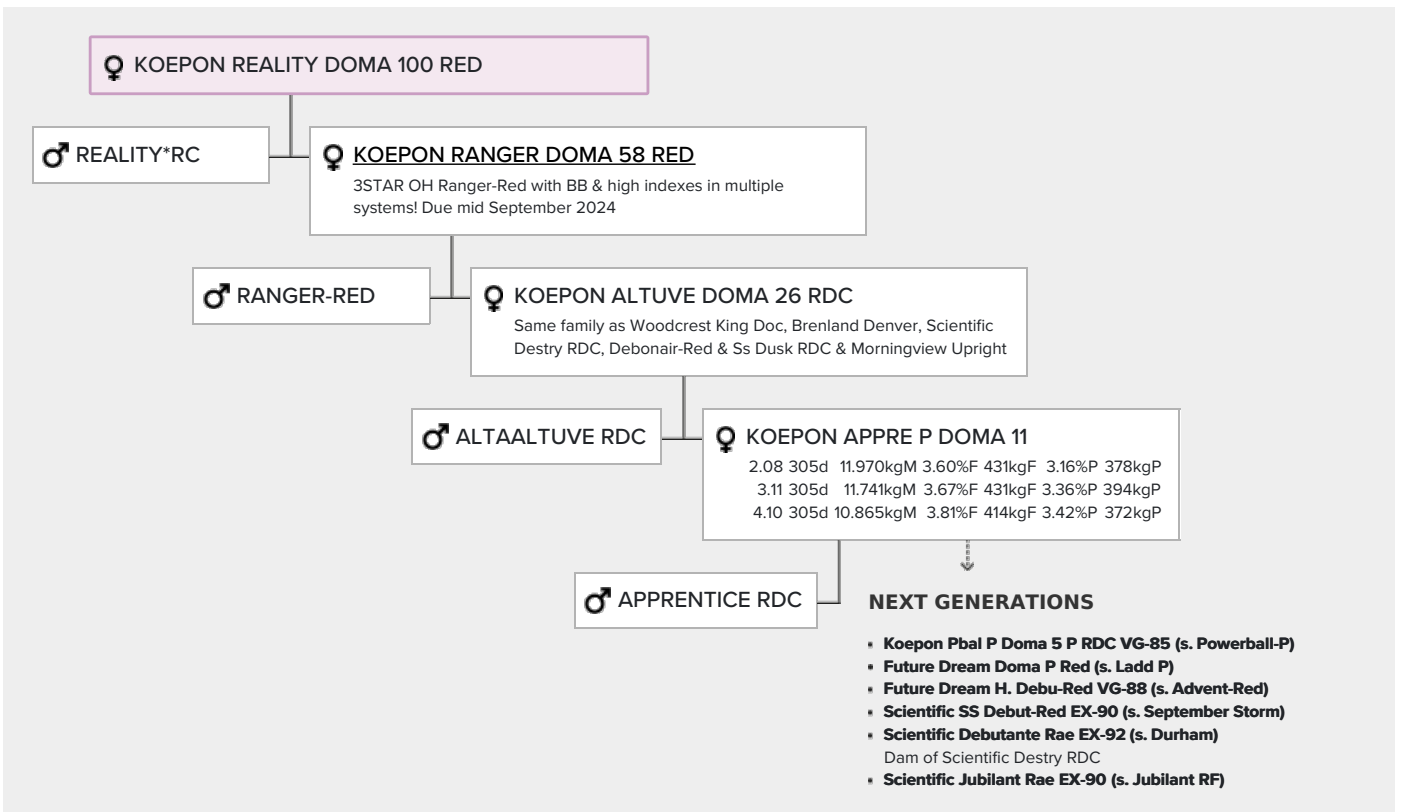 KOEPON REALITY DOMA 100 RED
REALITY*RC
KOEPON RANGER DOMA 58 RED
3STAR OH Ranger-Red with BB & high indexes in multiple
systems! Due mid September 2024
RANGER-RED
KOEPON ALTUVE DOMA 26 RDC
Same family as Woodcrest King Doc, Brenland Denver, Scientific
Destry RDC, Debonair-Red & Ss Dusk RDC & Morningview Upright
ALTAALTUVE RDC
KOEPON APPRE P DOMA 11
2.08 305d 11.970kgM 3.60%F 431kgF 3.16%P 378kgP
3.11 305d 11.741kgM 3.67%F 431kgF 3.36%P 394kgP
4.10 305d 10.865kgM 3.81%F 414kgF 3.42%P 372kgP
APPRENTICE RDC
NEXT GENERATIONS
Koepon Pbal P Doma 5 P RDC VG-85 (s. Powerball-P)
Future Dream Doma P Red (s. Ladd P)
Future Dream H. Debu-Red VG-88 (s. Advent-Red)
Scientific SS Debut-Red EX-90 (s. September Storm)
Scientific Debutante Rae EX-92 (s. Durham)
Dam of Scientific Destry RDC
Scientific Jubilant Rae EX-90 (s. Jubilant RF)